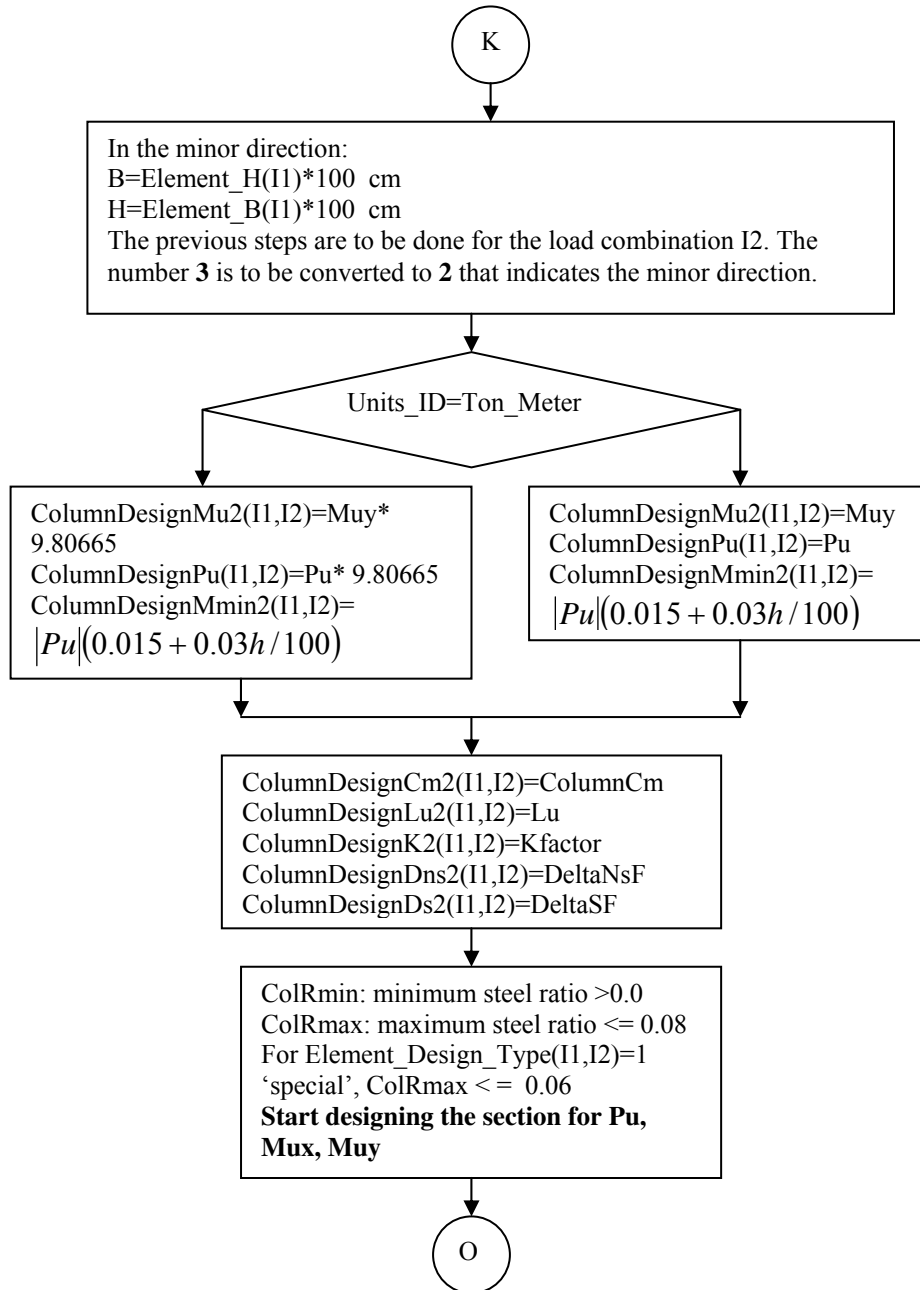 K
In the minor direction:
B=Element_H(I1)*100  cm
H=Element_B(I1)*100  cm
The previous steps are to be done for the load combination I2. The
number 3 is to be converted to 2 that indicates the minor direction.
Units_ID=Ton_Meter
ColumnDesignMu2(I1,I2)=Muy*
9.80665
ColumnDesignPu(I1,I2)=Pu* 9.80665
ColumnDesignMmin2(I1,I2)=
|Pu|(0.015 + 0.03h / 100)
ColumnDesignMu2(I1,I2)=Muy
ColumnDesignPu(I1,I2)=Pu
ColumnDesignMmin2(I1,I2)=
|Pu|(0.015 + 0.03h / 100)
ColumnDesignCm2(I1,I2)=ColumnCm
ColumnDesignLu2(I1,I2)=Lu
ColumnDesignK2(I1,I2)=Kfactor
ColumnDesignDns2(I1,I2)=DeltaNsF
ColumnDesignDs2(I1,I2)=DeltaSF
ColRmin: minimum steel ratio >0.0
ColRmax: maximum steel ratio <= 0.08
For Element_Design_Type(I1,I2)=1
‘special’, ColRmax < =  0.06
Start designing the section for Pu,
Mux, Muy
O